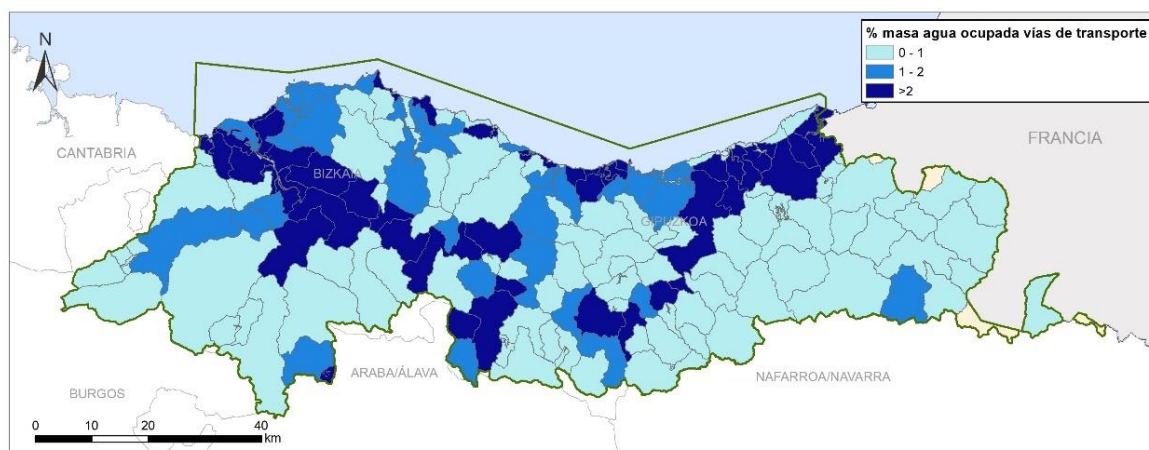 N
% masa agua ocupada vías de transporte
0 - 1
1 - 2
>2
CANTABRIA
BIZKAIA
GIPUZKOA
FRANCIA
BURGOS
ARABA/ÁLAVA
NAFARROA/NAVARRA
0 10 20 40
km